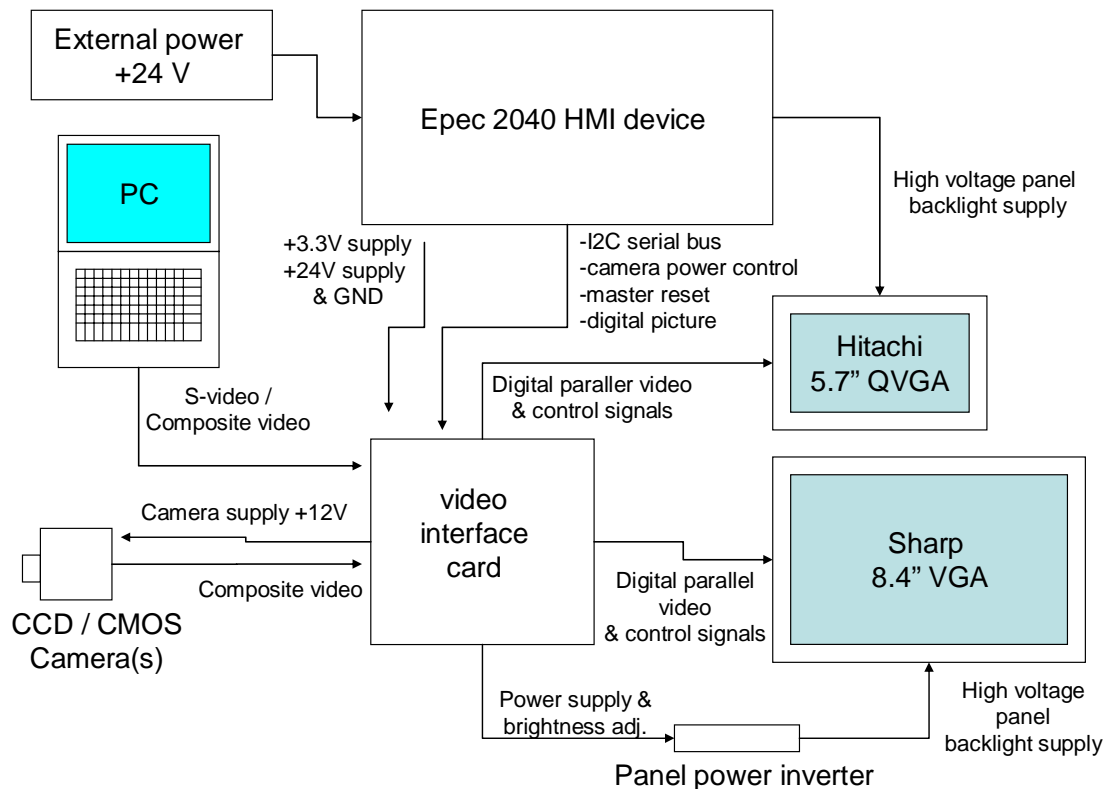 External power
+24 V
Epec 2040 HMI device
PC
High voltage panel
backlight supply
+3.3V supply
+24V supply
& GND
-I2C serial bus
-camera power control
-master reset
-digital picture
Hitachi
5.7” QVGA
Digital paraller video
& control signals
S-video /
Composite video
video
interface
card
Camera supply +12V
Composite video
CCD / CMOS
Camera(s)
Sharp
8.4” VGA
Digital parallel
video
& control signals
Power supply &
brightness adj.
High voltage
panel
backlight supply
Panel power inverter